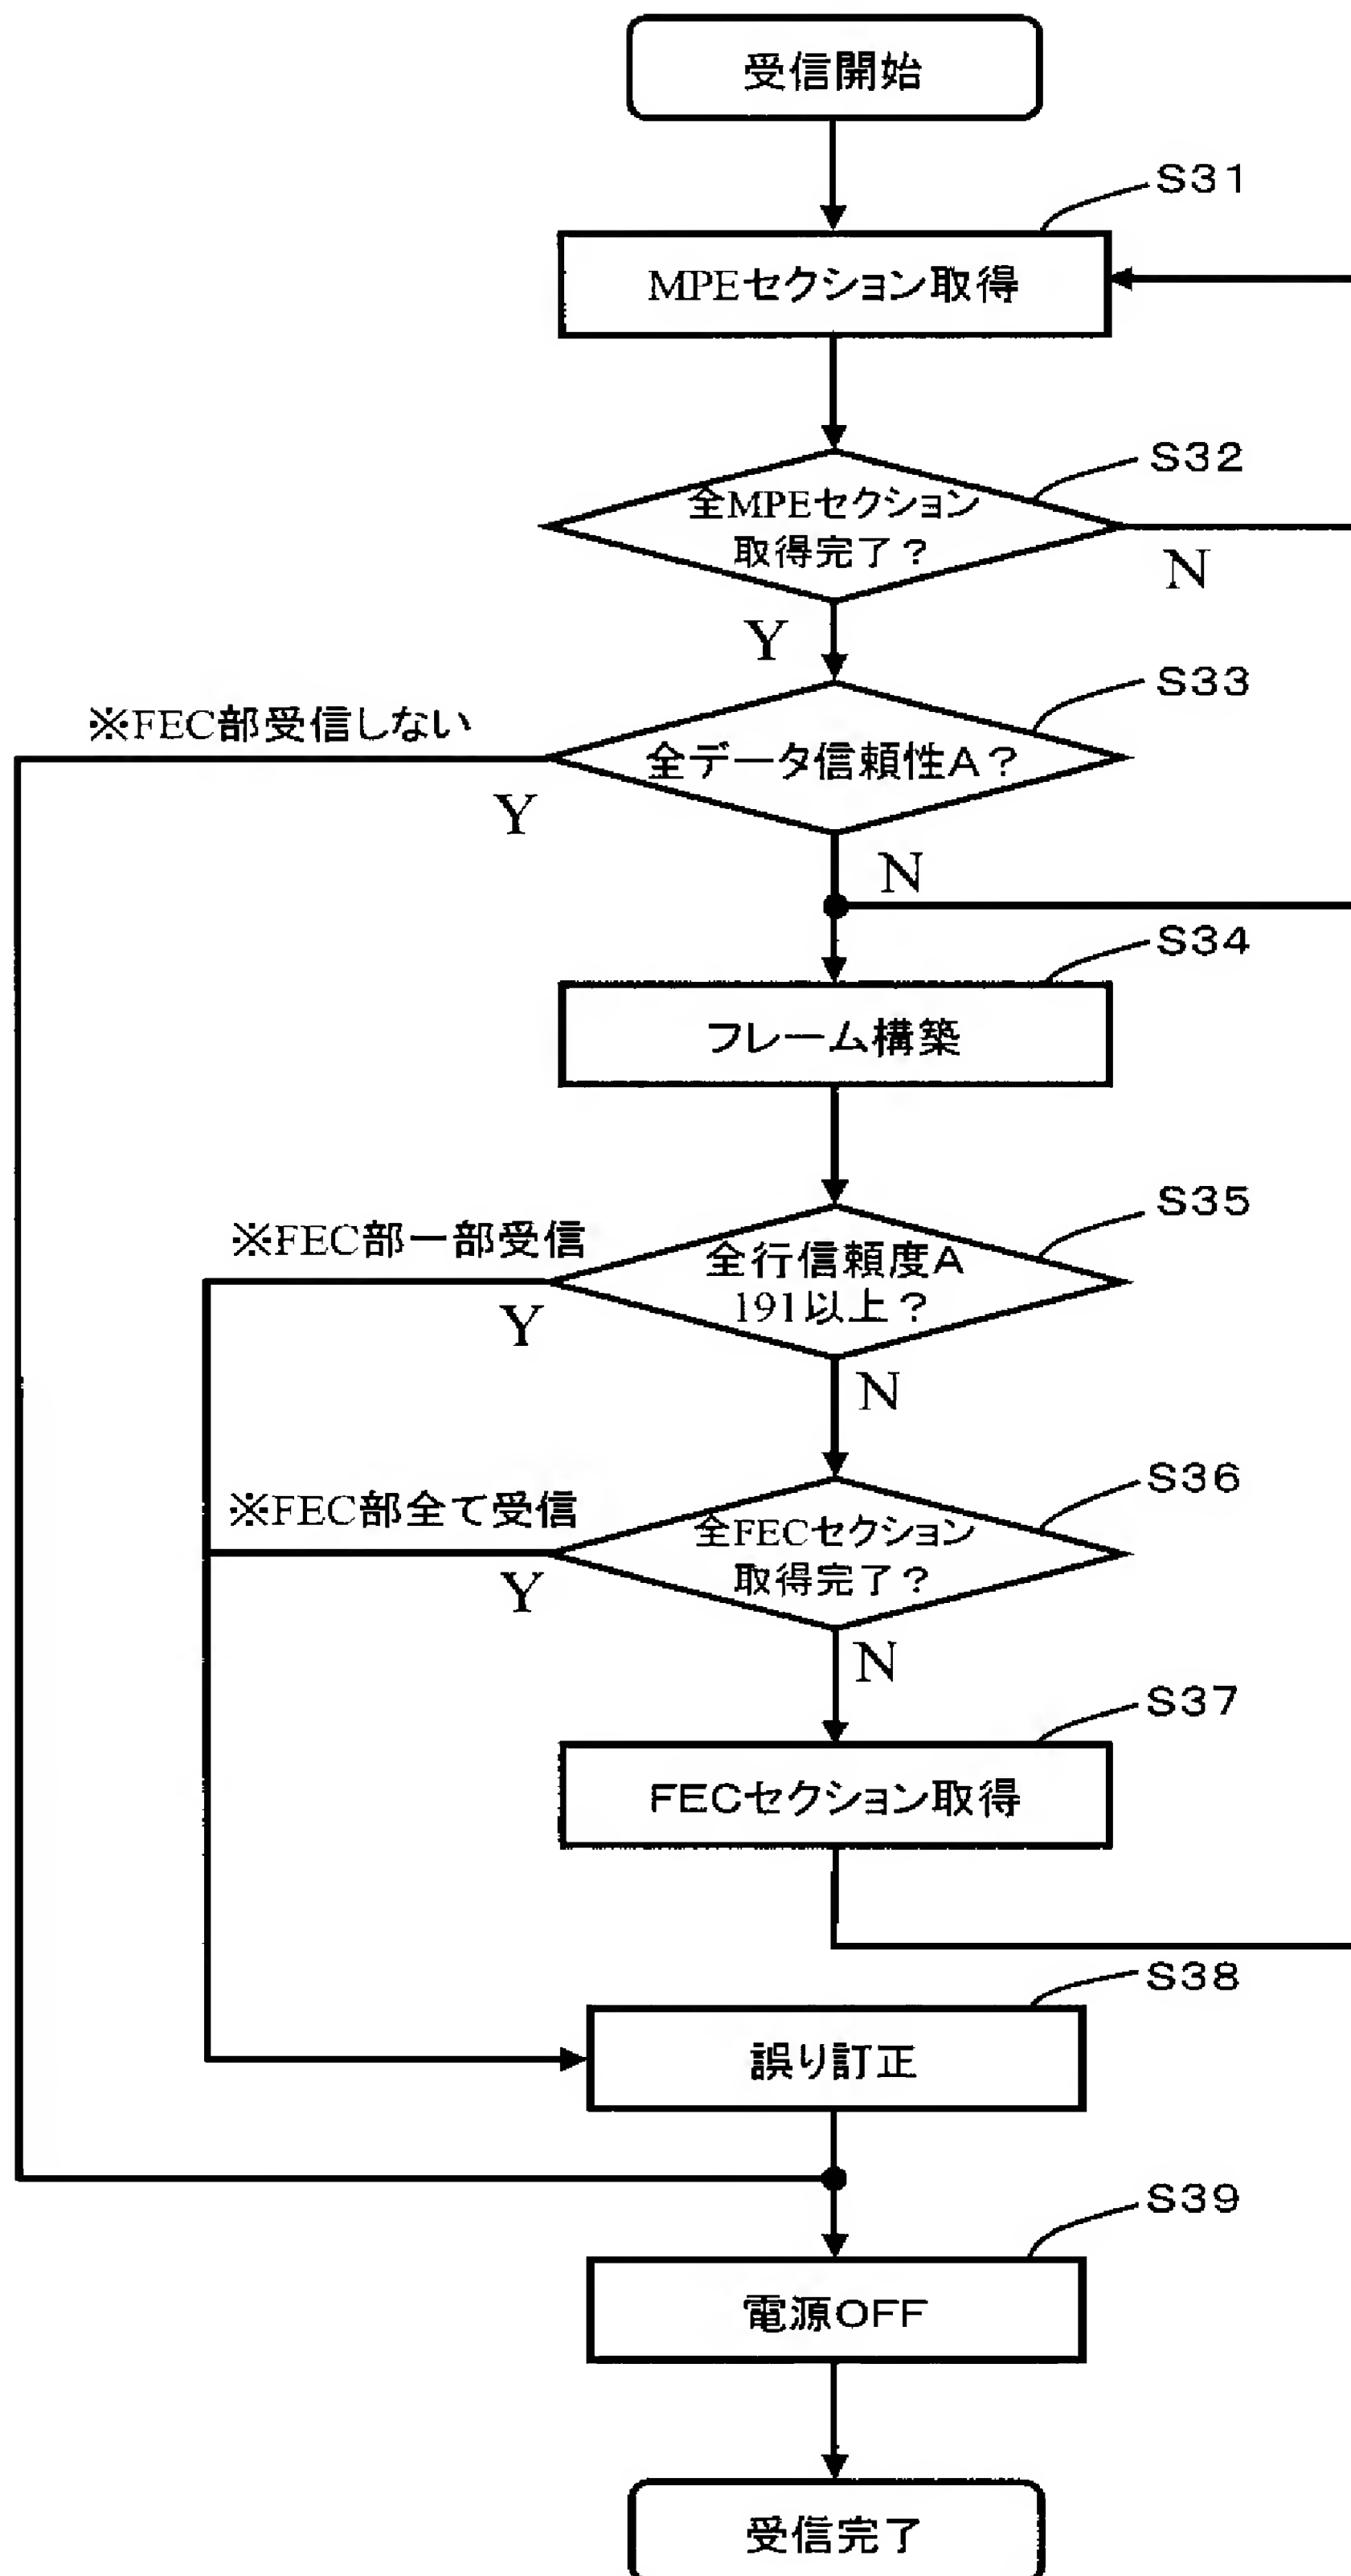 受信開始
S31
MPEセクション取得
S32
全MPEセクション
取得完了？
N
Y
S33
※FEC部受信しない
全データ信頼性A？
Y
N
S34
フレーム構築
S35
※FEC部一部受信
全行信頼度A
191以上？
Y
N
S36
※FEC部全て受信
全FECセクション
取得完了？
Y
N
S37
FECセクション取得
S38
誤り訂正
S39
電源OFF
受信完了